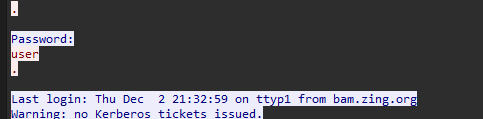 .
Password:
user
.
Last login: Thu Dec  2 21:32:59 on ttyp1 from bam.zing.org
Warning: no Kerberos tickets issued.